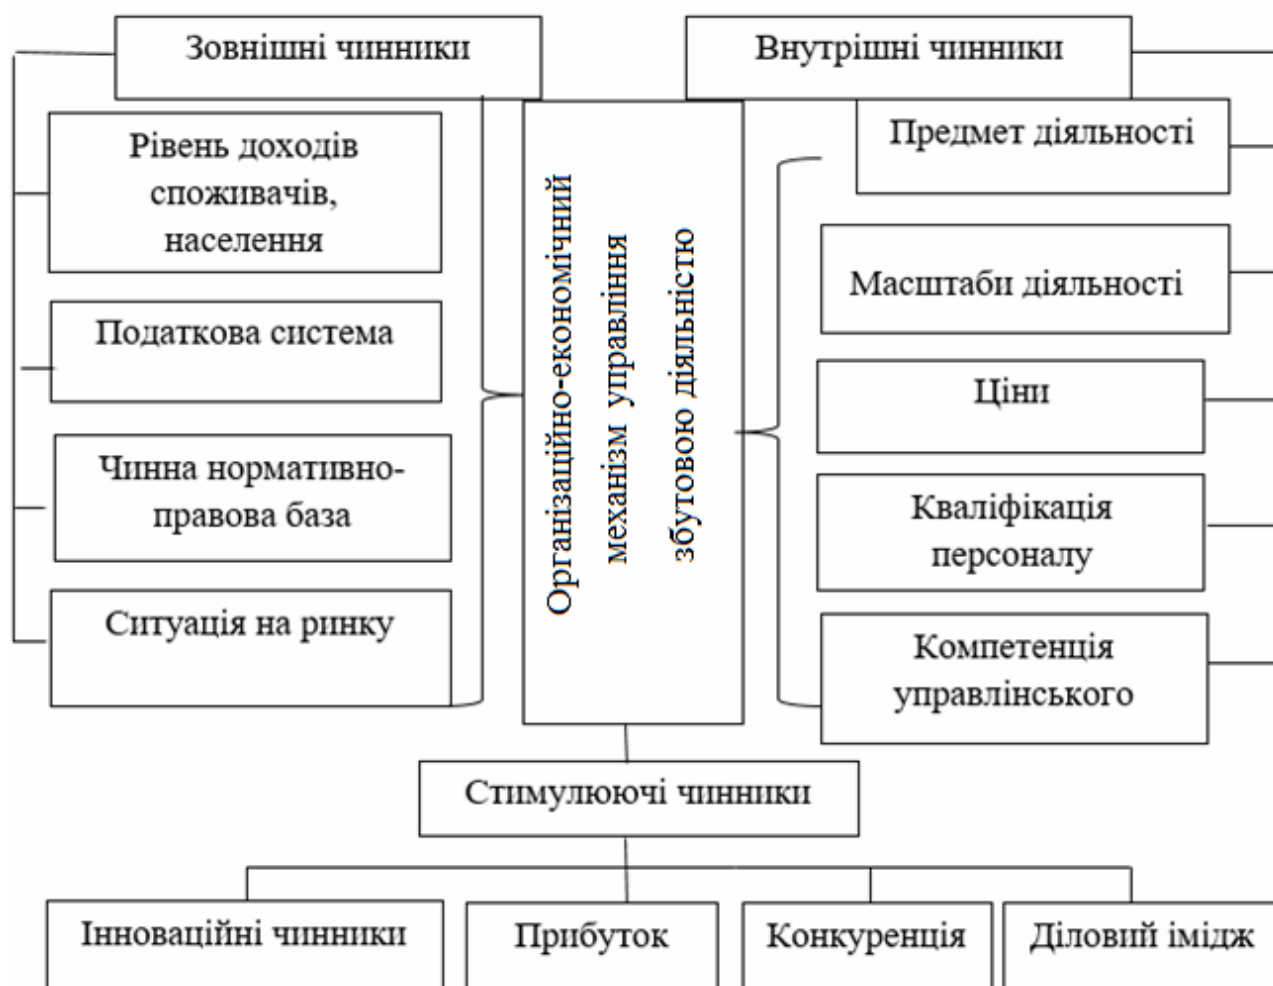 Зовнішні чинники
Внутрішні чинники
Рівень доходів
споживачів,
населення
Податкова система
Чинна нормативно-
правова база
Ситуація на ринку
Організаційно-економічний
механізм управління
збутовою діяльністю
Предмет діяльності
Масштаби діяльності
Ціни
Кваліфікація
персоналу
Компетенція
управлінського
Стимулюючі чинники
Інноваційні чинники
Прибуток
Конкуренція
Діловий імідж